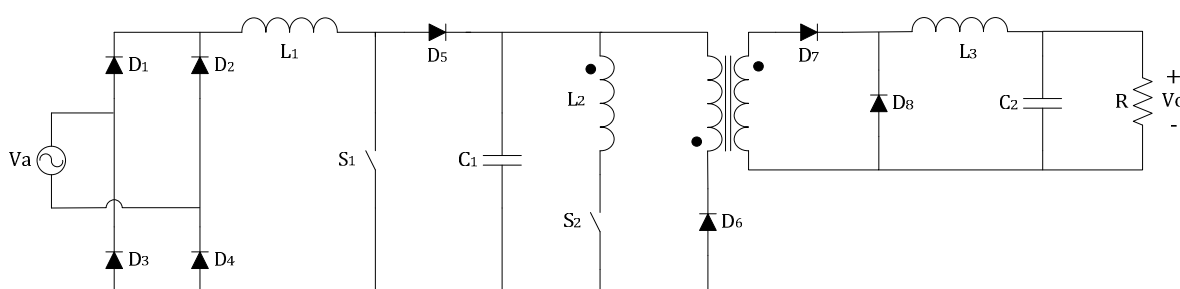 L1
D5
D7
L3
D1
D2
L2
D8
C2
R
+
Vo
-
Va
S1
C1
S2
D6
D3
D4